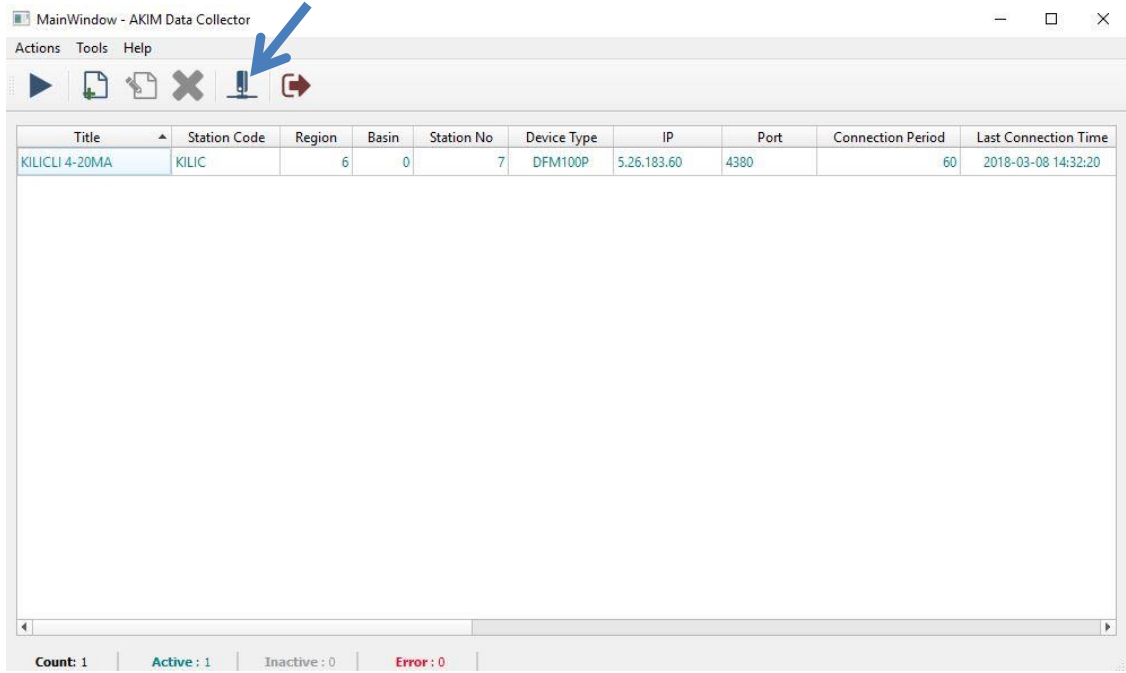 MainWindow - AKIM Data Collector
Actions Tools Help
Title Station Code Region Basin Station No Device Type IP Port Connection Period Last Connection Time
KILICLI 4-20MA KILIC 6 0 7 DFM100P 5.26.183.60 4380 60 2018-03-08 14:32:20
Count: 1 Active : 1 Inactive : 0 Error : 0